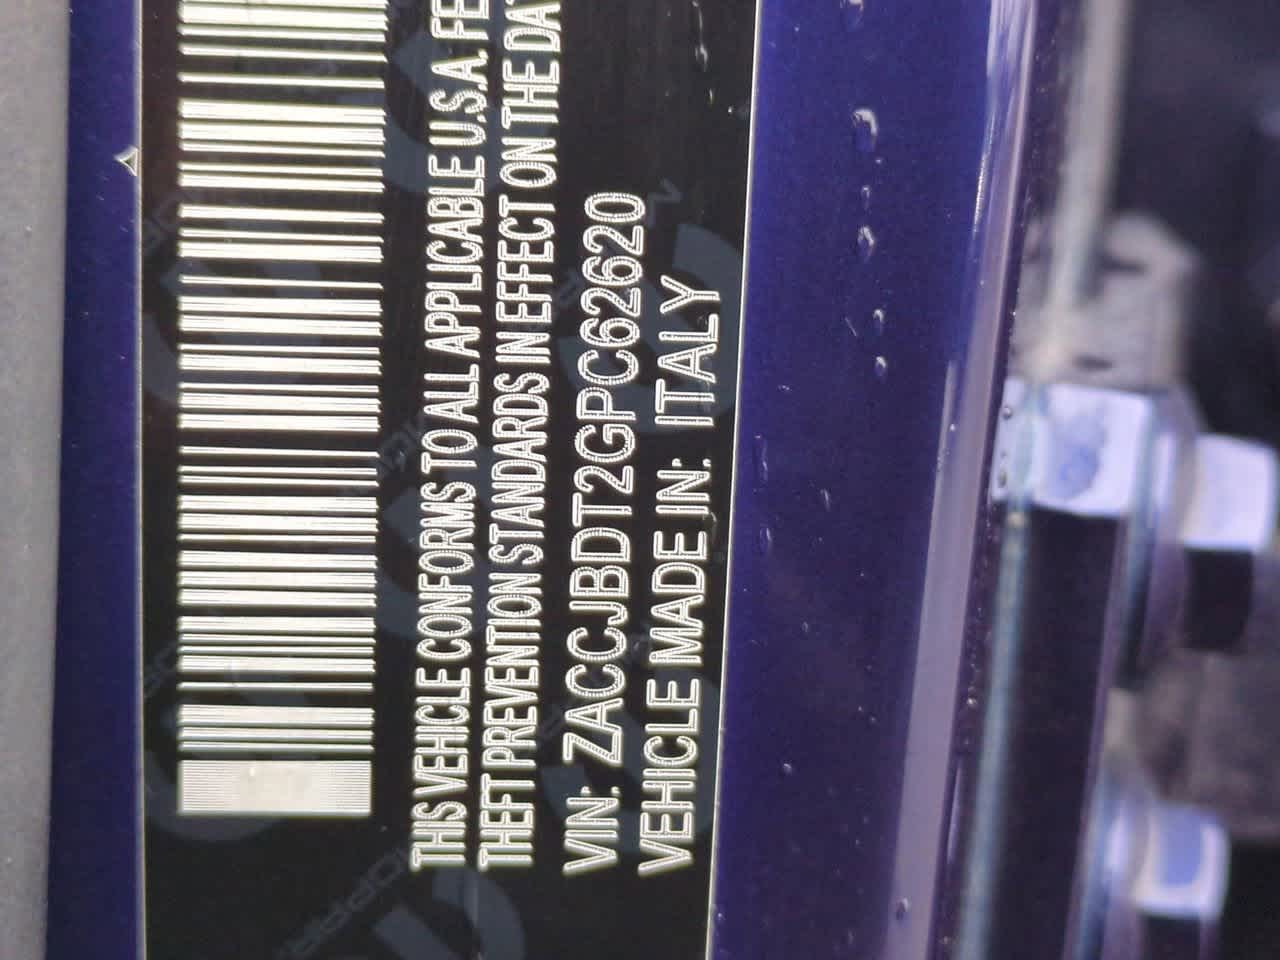 THIS VEHICLE CONFORMS TO ALL APPLICABLE U.S.A. FE
THEFT PREVENTION STANDARDS IN EFFECT ON THE DA
VIN: ZACCJBDT2GPC62620
VEHICLE MADE IN: ITALY
MOPAR